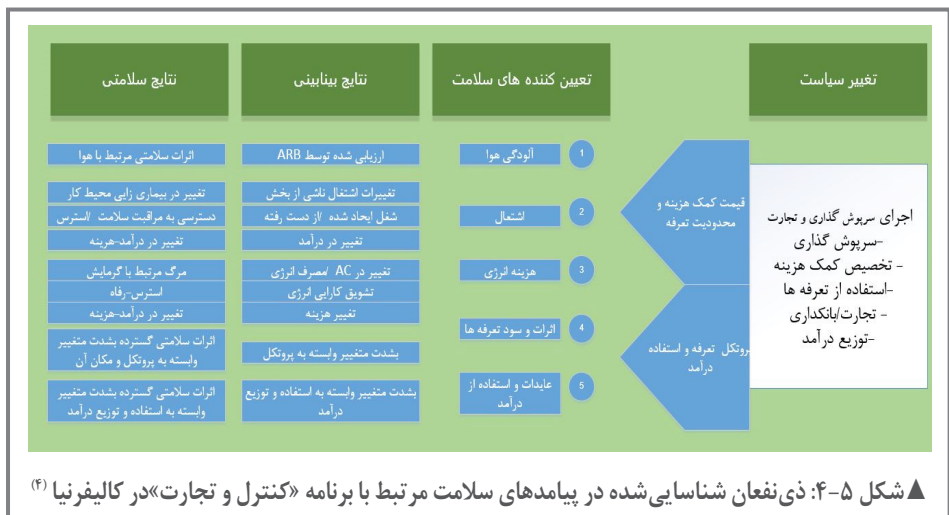 تغییر سیاست
تعیین کننده های سلامت
نتایج بینابینی
نتایج سلامتی
اجرای سرپوش گذاری و تجارت
-سرپوش گذاری
- تخصیص کمک هزینه
-استفاده از تعرفه ها
- تجارت/بانکداری
-توزیع درآمد
قیمت کمک هزینه و
محدودیت تعرفه
پروتکل تعرفه و استفاده
درآمد
1
آلودگی هوا
ارزیابی شده توسط ARB
اثرات سلامتی مرتبط با هوا
2
اشتغال
تغییرات اشتغال ناشی از بخش
شغل ایجاد شده /از دست رفته
تغییر در درآمد
تغییر در بیماری زایی محیط کار
دسترسی به مراقبت سلامت /استرس
تغییر در درآمد-هزینه
3
هزینه انرژی
تغییر در AC /مصرف انرژی
تشویق کارایی انرژی
تغییر هزینه
مرگ مرتبط با گرمایش
استرس-رفاه
تغییر در درآمد-هزینه
4
اثرات و سود تعرفه ها
بشدت متغییر وابسته به پروتکل
اثرات سلامتی گسترده بشدت متغییر
وابسته به پروتکل و مکان آن
5
عایدات و استفاده از
درآمد
بشدت متغییر وابسته به استفاده و توزیع
درآمد
اثرات سلامتی گسترده بشدت متغییر
وابسته به استفاده و توزیع درآمد
▲شکل ۵-۴: ذی‌نفعان شناسایی‌شده در پیامدهای سلامت مرتبط با برنامه «کنترل و تجارت»در کالیفرنیا (۴)